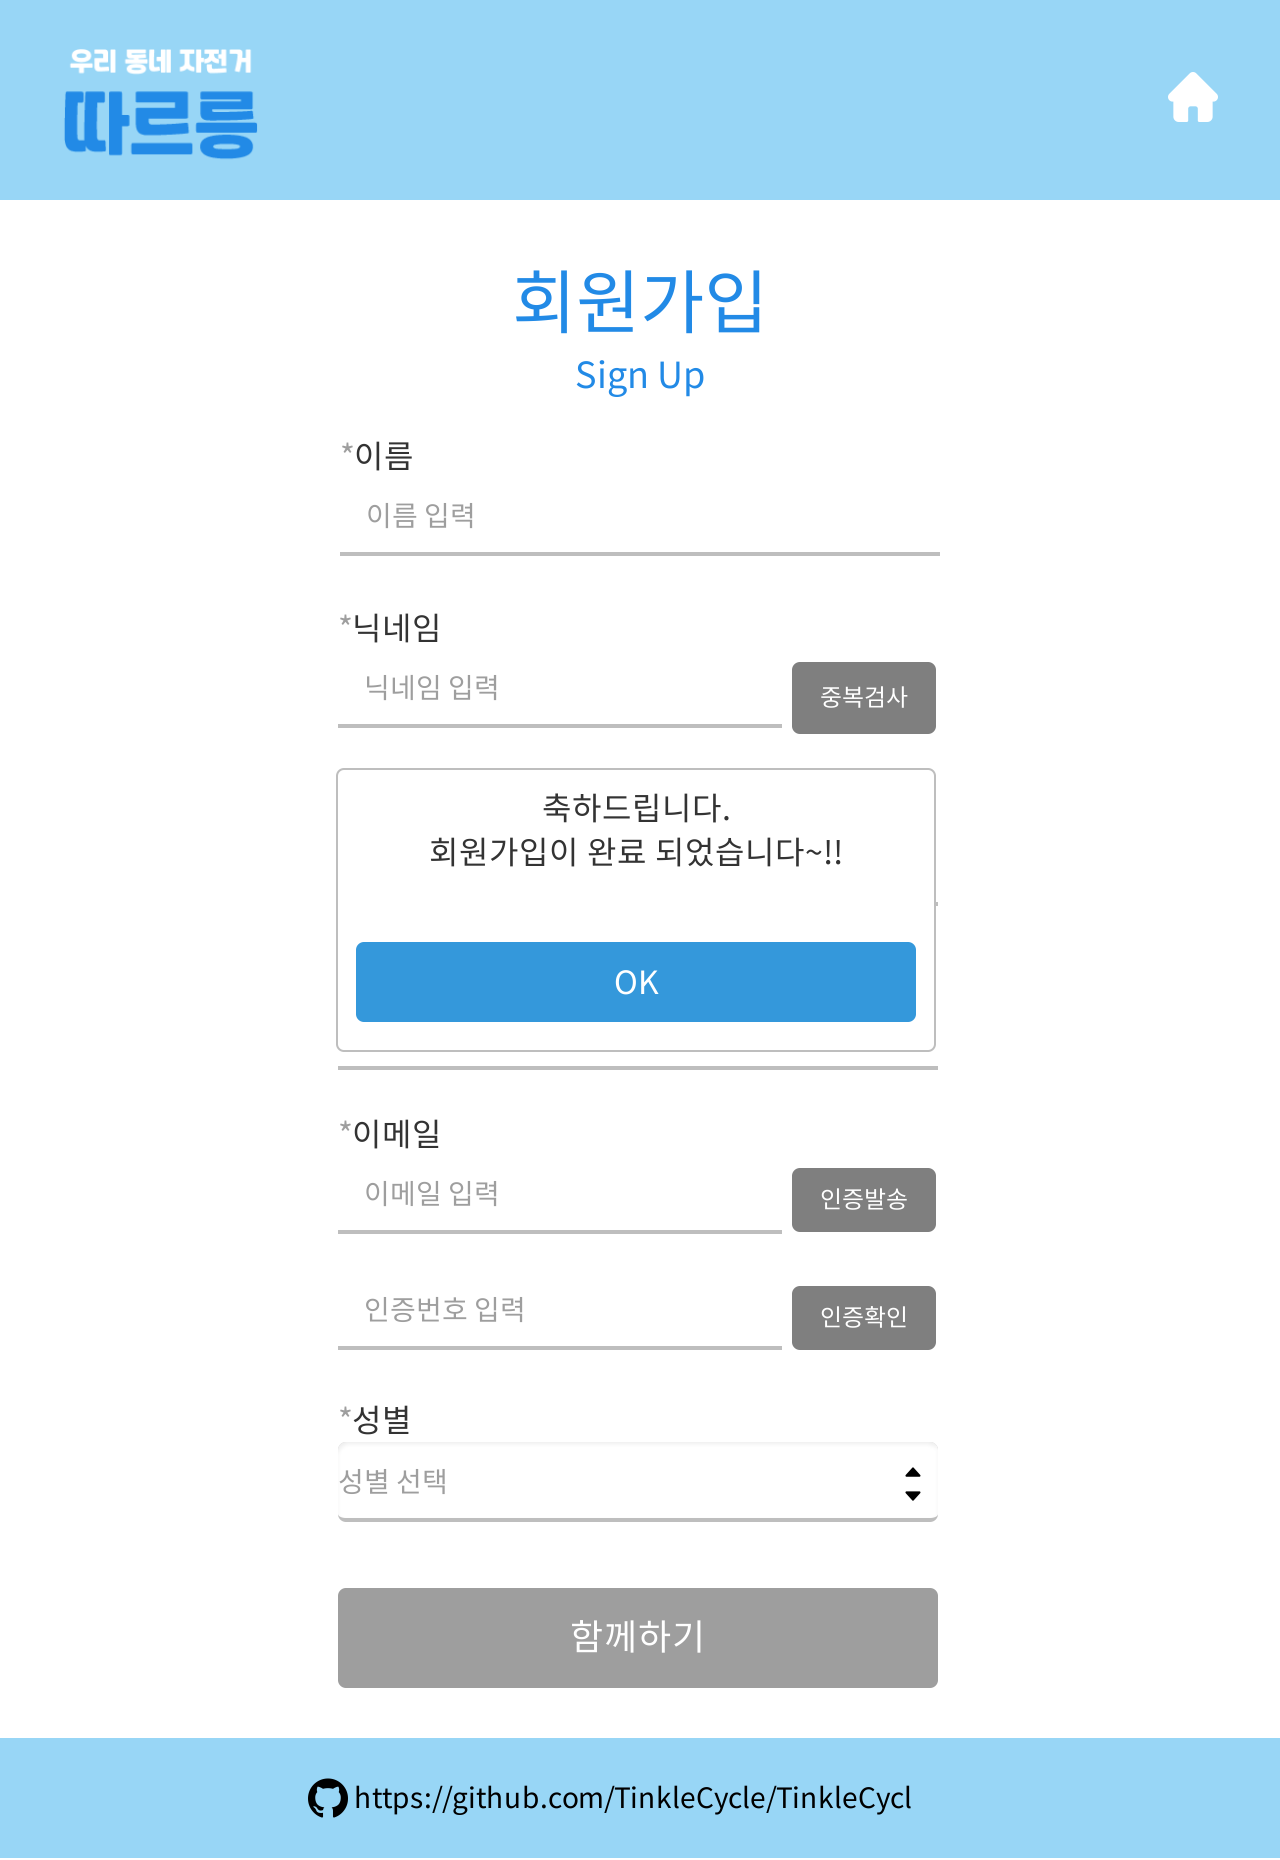 우리 동네 자전거
따르릉
회원가입
Sign Up
*이름
이름 입력
*닉네임
닉네임 입력
중복검사
축하드립니다.
회원가입이 완료 되었습니다~!!
OK
*이메일
이메일 입력
인증발송
인증번호 입력
인증확인
*성별
성별 선택
함께하기
https://github.com/TinkleCycle/TinkleCycl